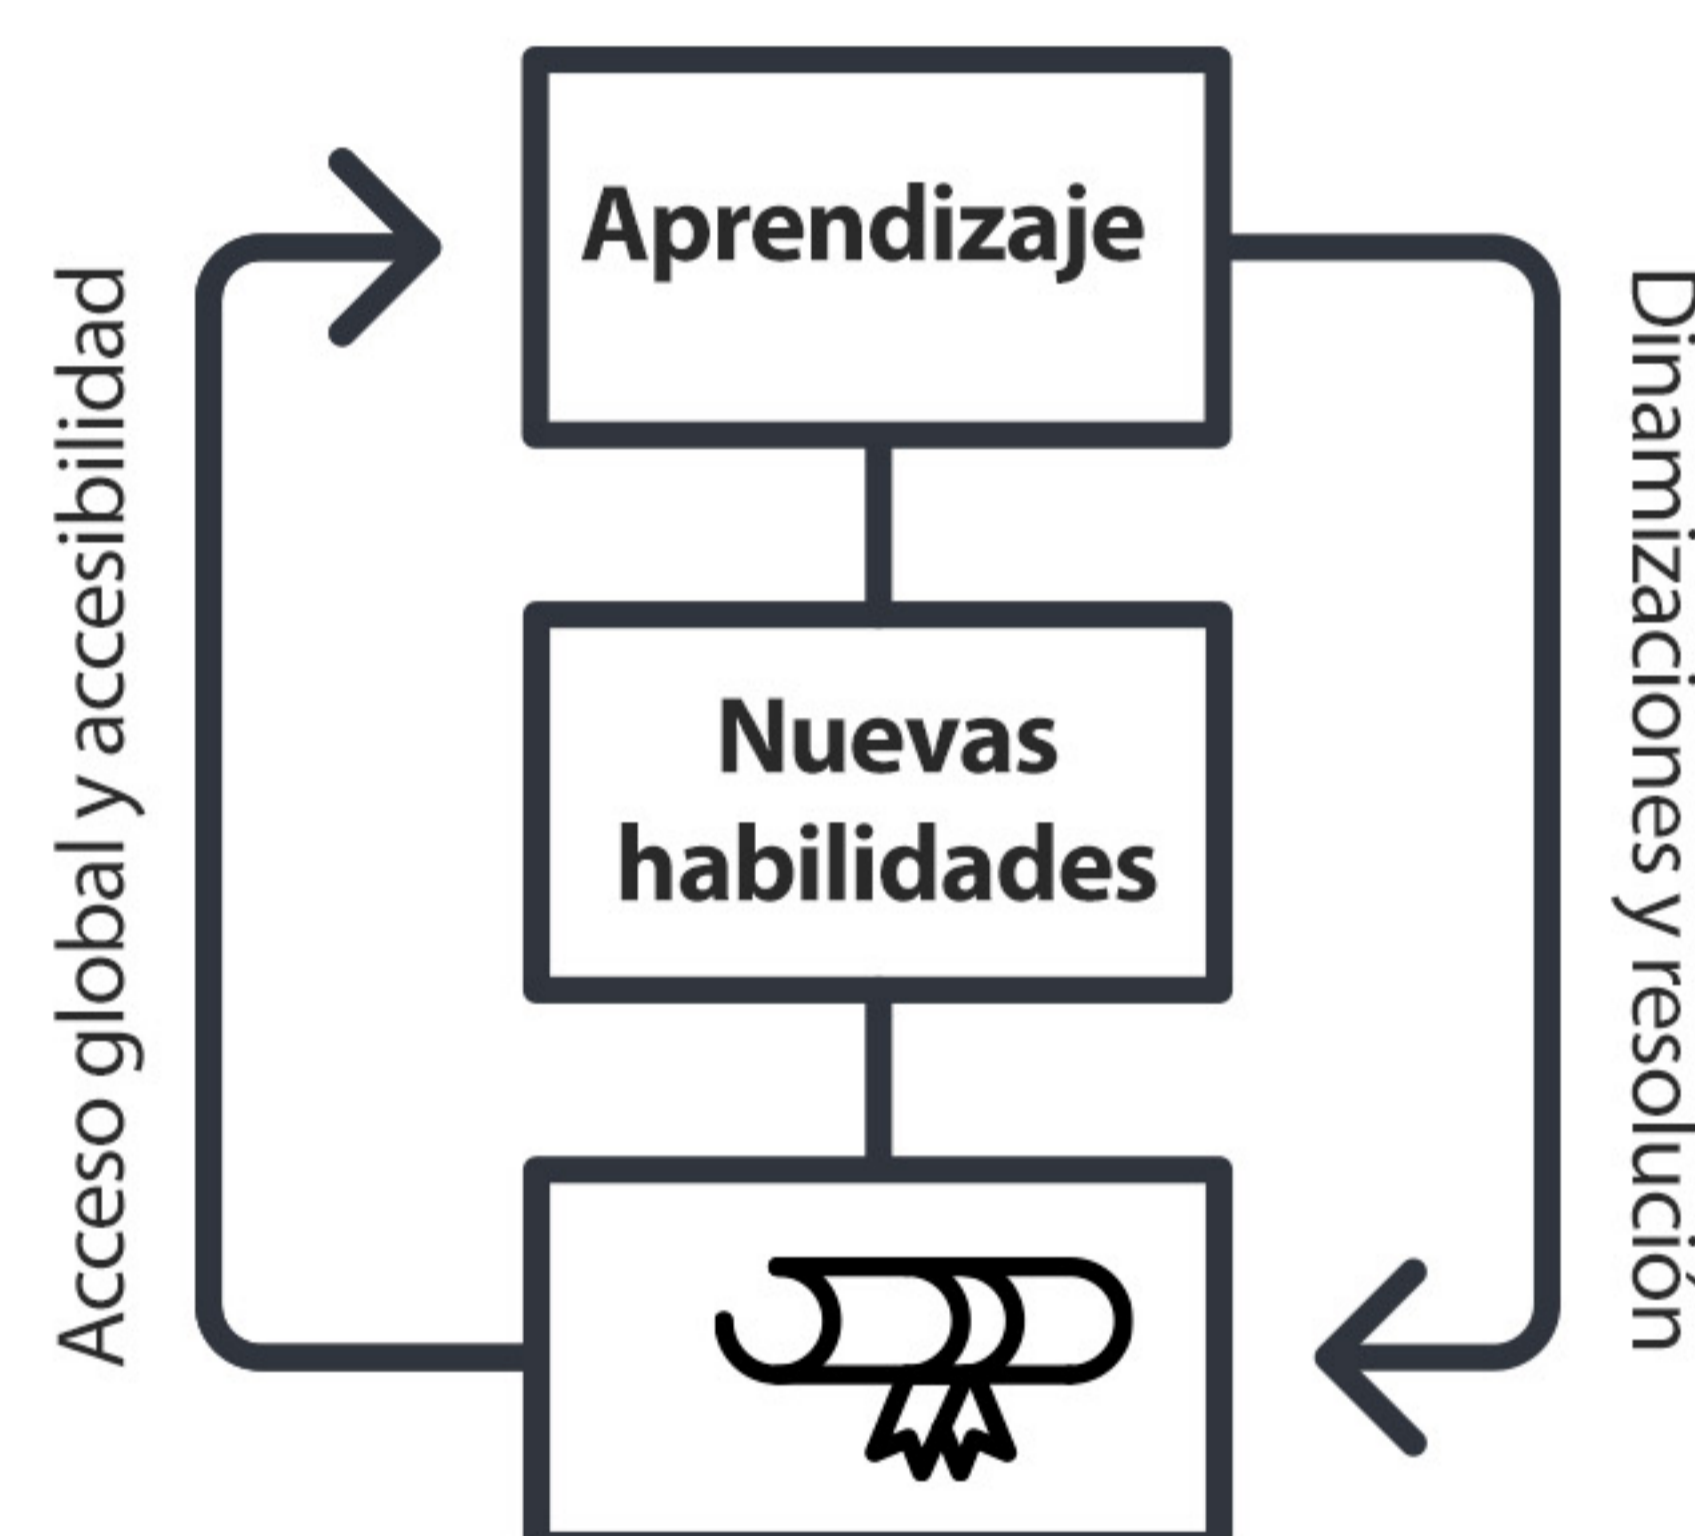 Aprendizaje
Nuevas
habilidades
Acceso global y accesibilidad
Dinamizaciones y resolución